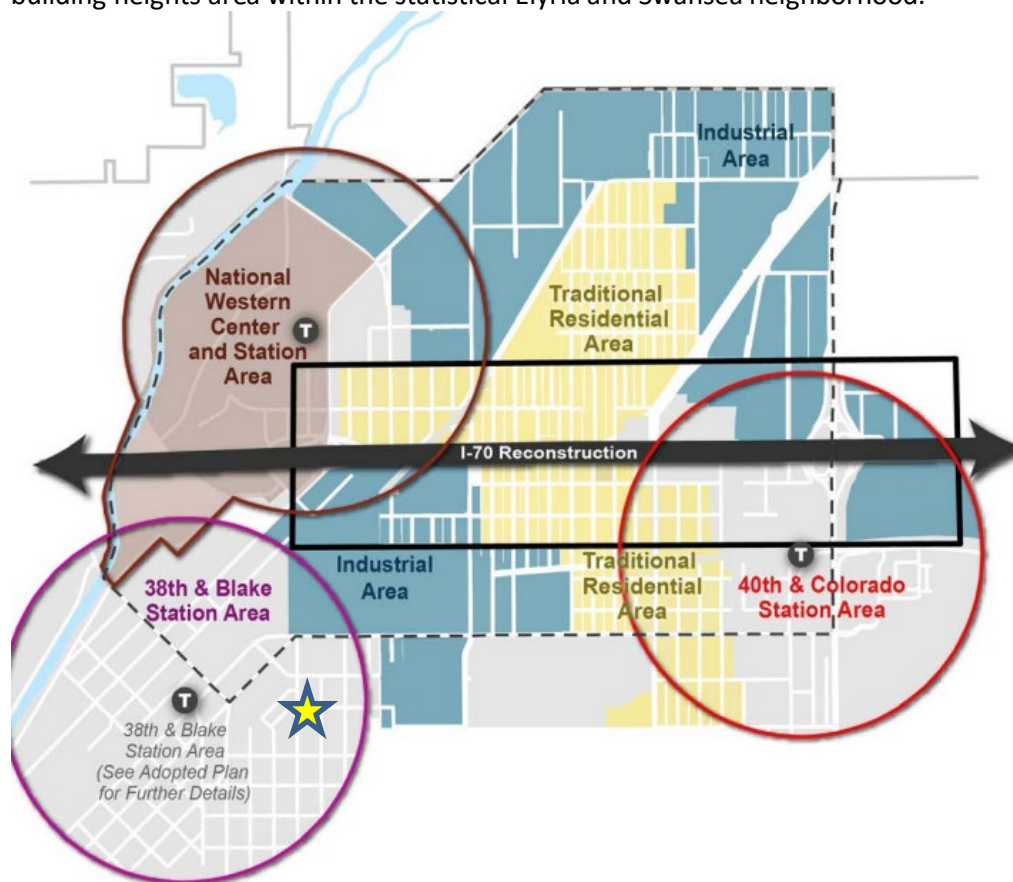 building heights area within the statistical Elyria and Swansea neighborhood.
Industrial
Area
National
Western
Center
and Station
Area
T
Traditional
Residential
Area
I-70 Reconstruction
38th & Blake
Station Area
Industrial
Area
Traditional
Residential
Area
T
40th & Colorado
Station Area
T
38th & Blake
Station Area
(See Adopted Plan
for Further Details)